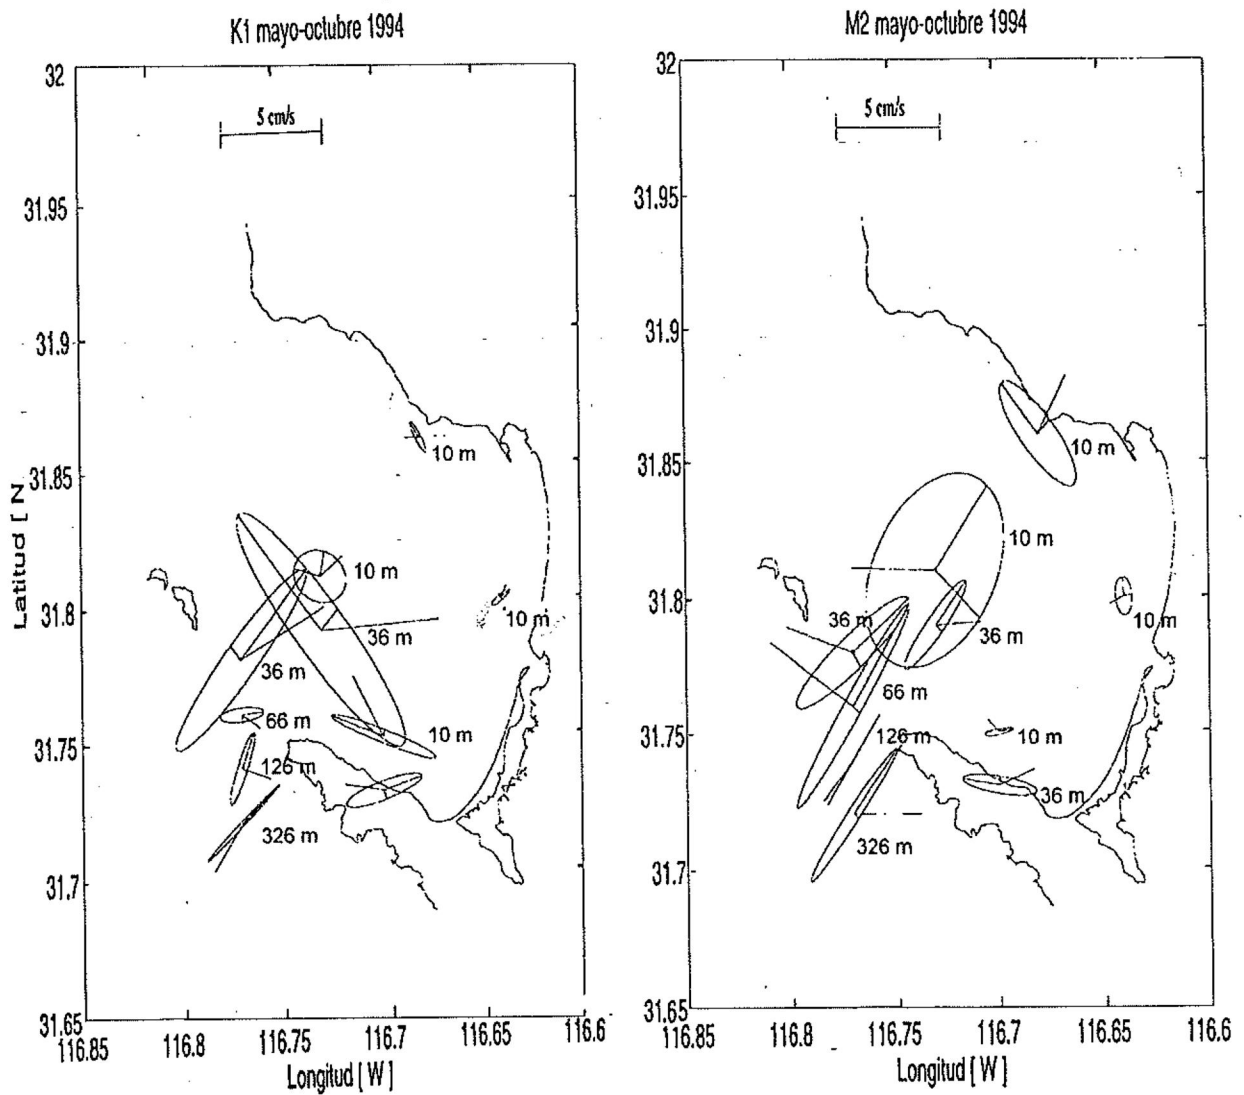 K1 mayo-octubre 1994
32
5 cm/s
31.95
31.9
31.85
31.8
31.75
31.7
31.65
10 m
10 m
10 m
36 m
36 m
66 m
10 m
126 m
326 m
116.85 116.8 116.75 116.7 116.65 116.6
Longitud [ W ]
Latitud [ N
M2 mayo-octubre 1994
32
5 cm/s
31.95
31.9
31.85
31.8
31.75
31.7
31.65
10 m
10 m
10 m
36 m
36 m
66 m
126 m
10 m
36 m
326 m
116.85 116.8 116.75 116.7 116.65 116.6
Longitud [ W ]